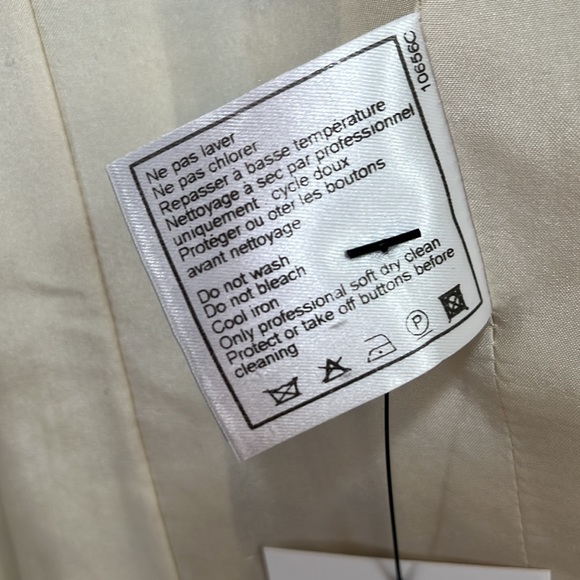 10656C
Ne pas laver
Ne pas chlorer
Repasser à basse température
Nettoyage à sec par professionnel
uniquement cycle doux
Protéger ou oter les boutons
avant nettoyage
Do not wash
Do not bleach
Cool iron
Only professional soft dry clean
Protect or take off buttons before
cleaning
P